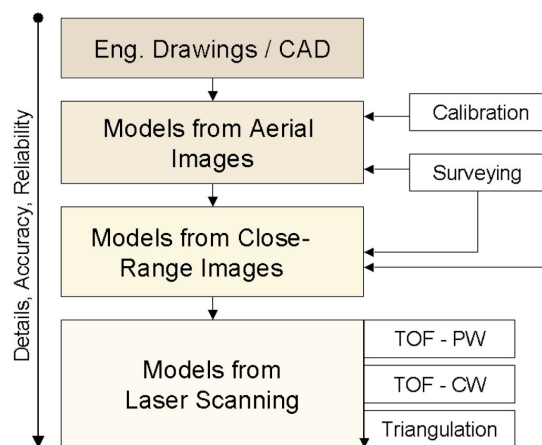 Eng. Drawings / CAD
Models from Aerial
Images
Calibration
Surveying
Models from Close-
Range Images
Models from
Laser Scanning
TOF - PW
TOF - CW
Triangulation
Details, Accuracy, Reliability